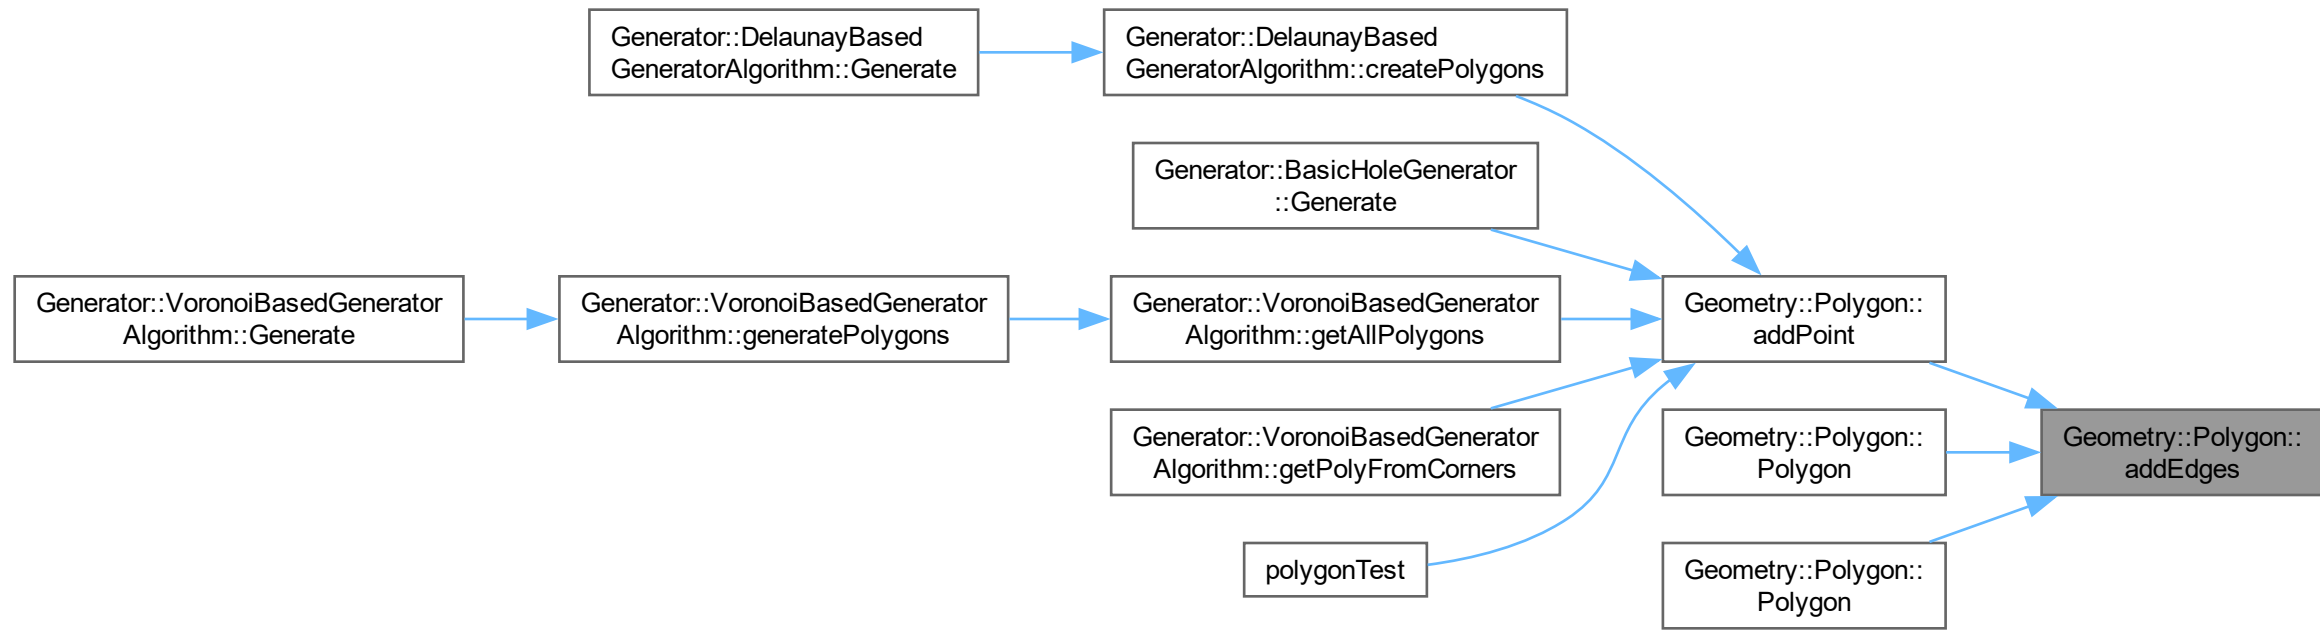 Generator::DelaunayBased
GeneratorAlgorithm::Generate
Generator::DelaunayBased
GeneratorAlgorithm::createPolygons
Generator::BasicHoleGenerator
::Generate
Generator::VoronoiBasedGenerator
Algorithm::Generate
Generator::VoronoiBasedGenerator
Algorithm::generatePolygons
Generator::VoronoiBasedGenerator
Algorithm::getAllPolygons
Geometry::Polygon::
addPoint
Generator::VoronoiBasedGenerator
Algorithm::getPolyFromCorners
Geometry::Polygon::
Polygon
Geometry::Polygon::
addEdges
polygonTest
Geometry::Polygon::
Polygon